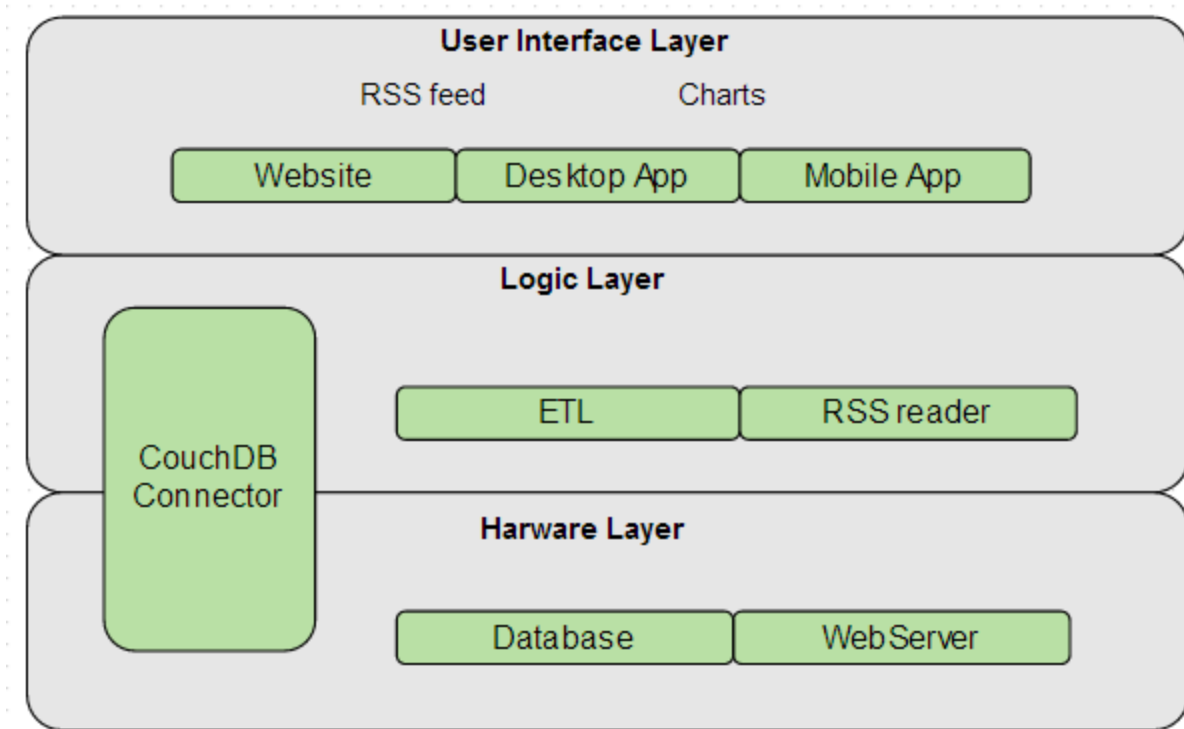 User Interface Layer
RSS feed Charts
Website Desktop App Mobile App
Logic Layer
ETL RSS reader
CouchDB
Connector
Harware Layer
Database WebServer